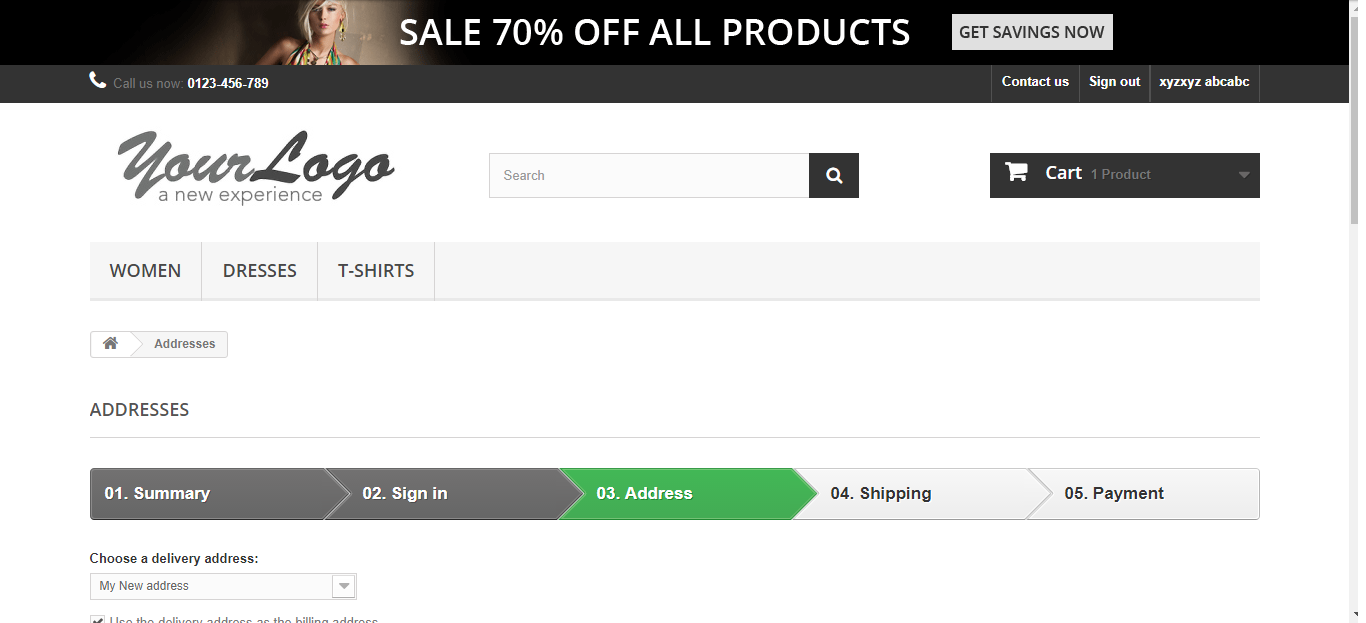 SALE 70% OFF ALL PRODUCTS
GET SAVINGS NOW
Call us now: 0123-456-789
Contact us
Sign out
xyzxyz abcabc
YourLogo
a new experience
Search
Cart 1 Product
WOMEN
DRESSES
T-SHIRTS
Addresses
ADDRESSES
01. Summary
02. Sign in
03. Address
04. Shipping
05. Payment
Choose a delivery address:
My New address
Use the delivery address as the billing address